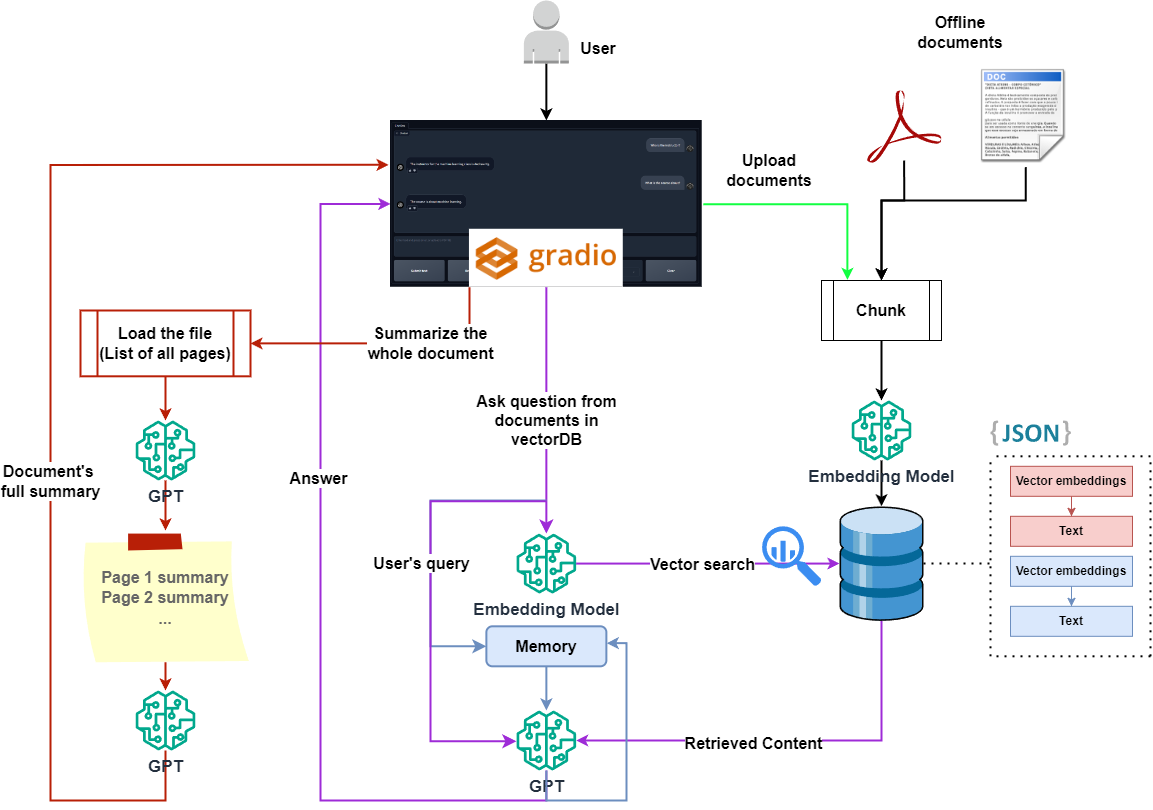 Offline
documents
User
DOC
Upload
documents
gradio
Chunk
Load the file
(List of all pages)
Summarize the
whole document
Ask question from
documents in
vectorDB
{JSON}
Document's
full summary
GPT
Answer
Embedding Model
Vector embeddings
Text
Vector embeddings
Text
User's query
Vector search
Page 1 summary
Page 2 summary
...
Embedding Model
Memory
Retrieved Content
GPT
GPT